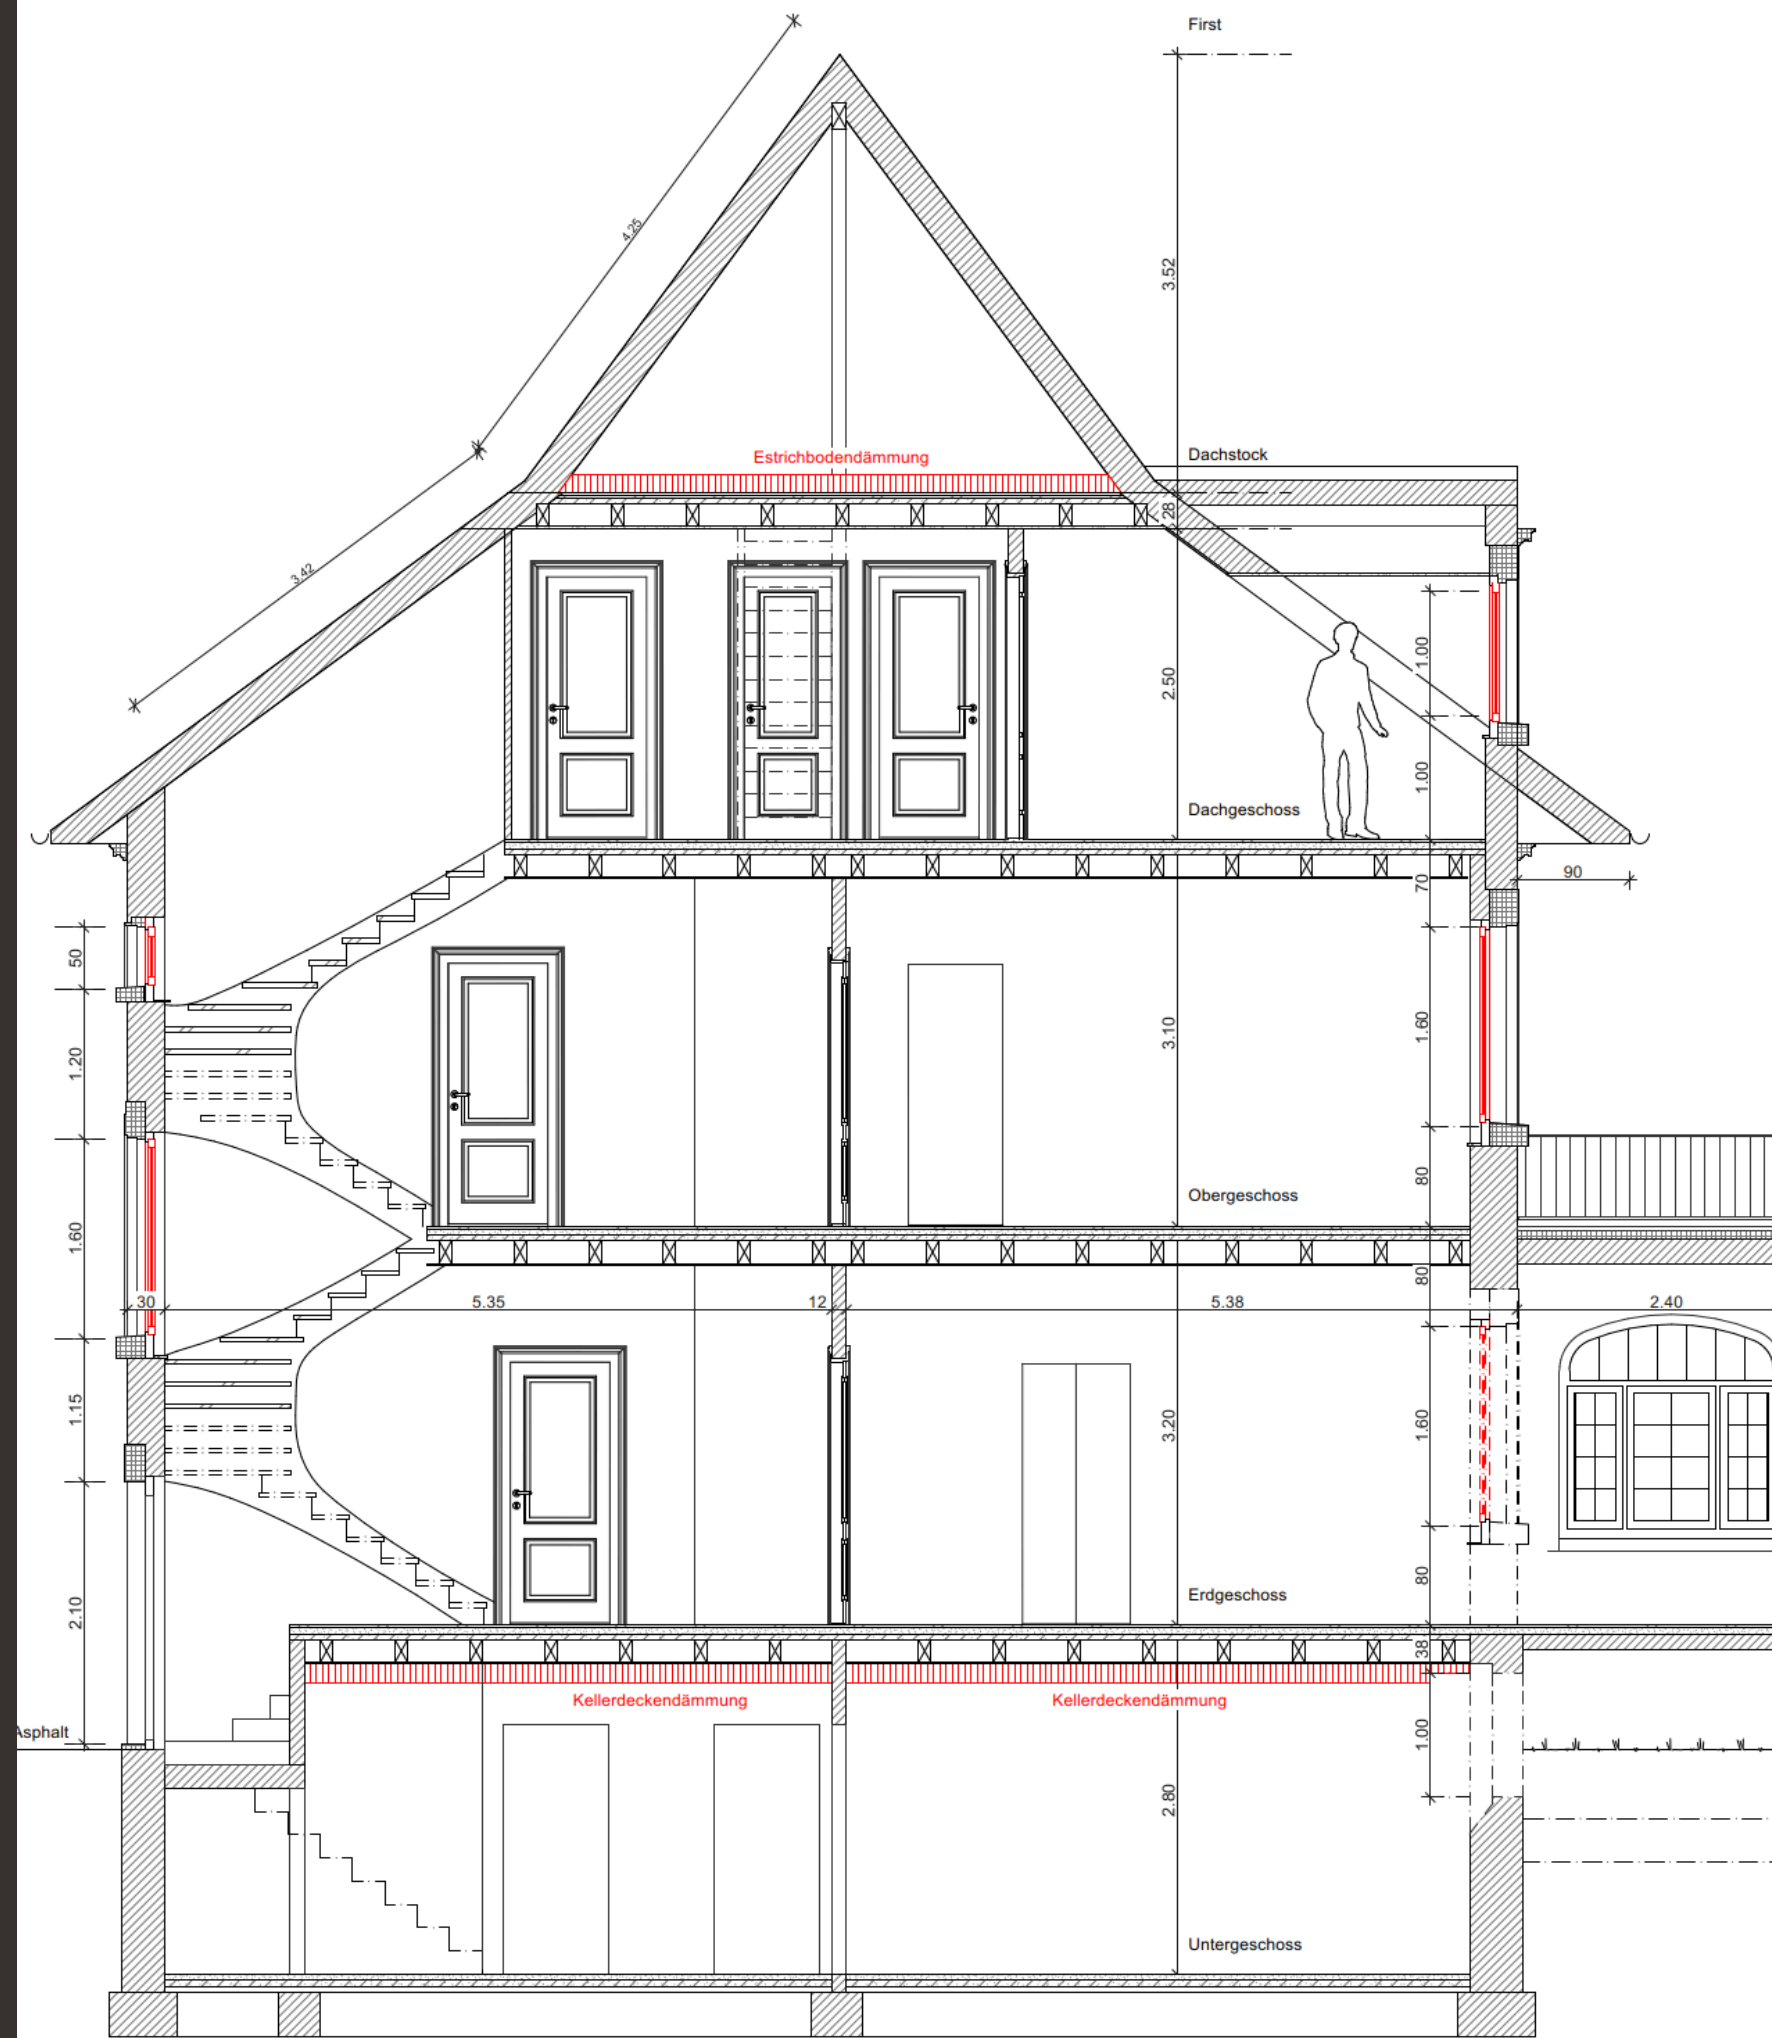 First
4.25
3.52
Estrichbodendämmung
Dachstock
28
3.42
1.00
2.50
1.00
Dachgeschoss
90
70
50
1.60
1.20
3.10
80
Obergeschoss
1.60
80
30
5.35
12
5.38
2.40
1.15
3.20
1.60
80
Erdgeschoss
2.10
38
Kellerdeckendämmung
Kellerdeckendämmung
Asphalt
1.00
2.80
Untergeschoss